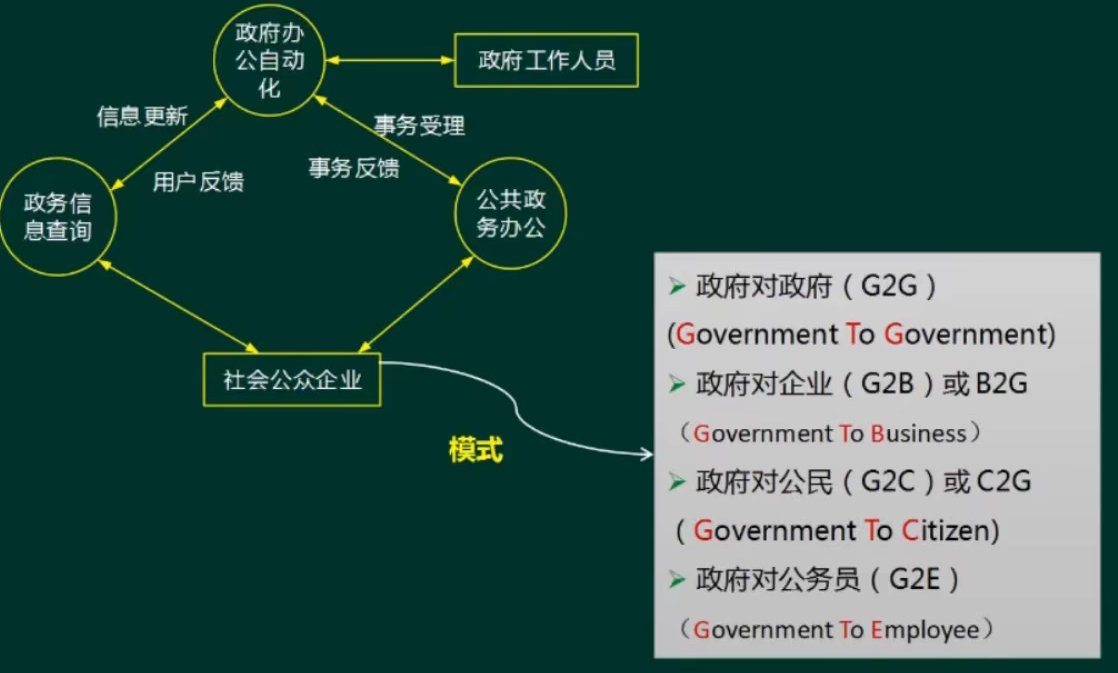 政府办
公自动
化
政府工作人员
信息更新
事务受理
用户反馈
事务反馈
政务信
息查询
公共政
务办公
社会公众企业
模式
政府对政府（G2G）
(Government To Government)
政府对企业（G2B）或 B2G
（Government To Business）
政府对公民（G2C）或 C2G
（Government To Citizen)
政府对公务员（G2E）
（Government To Employee）